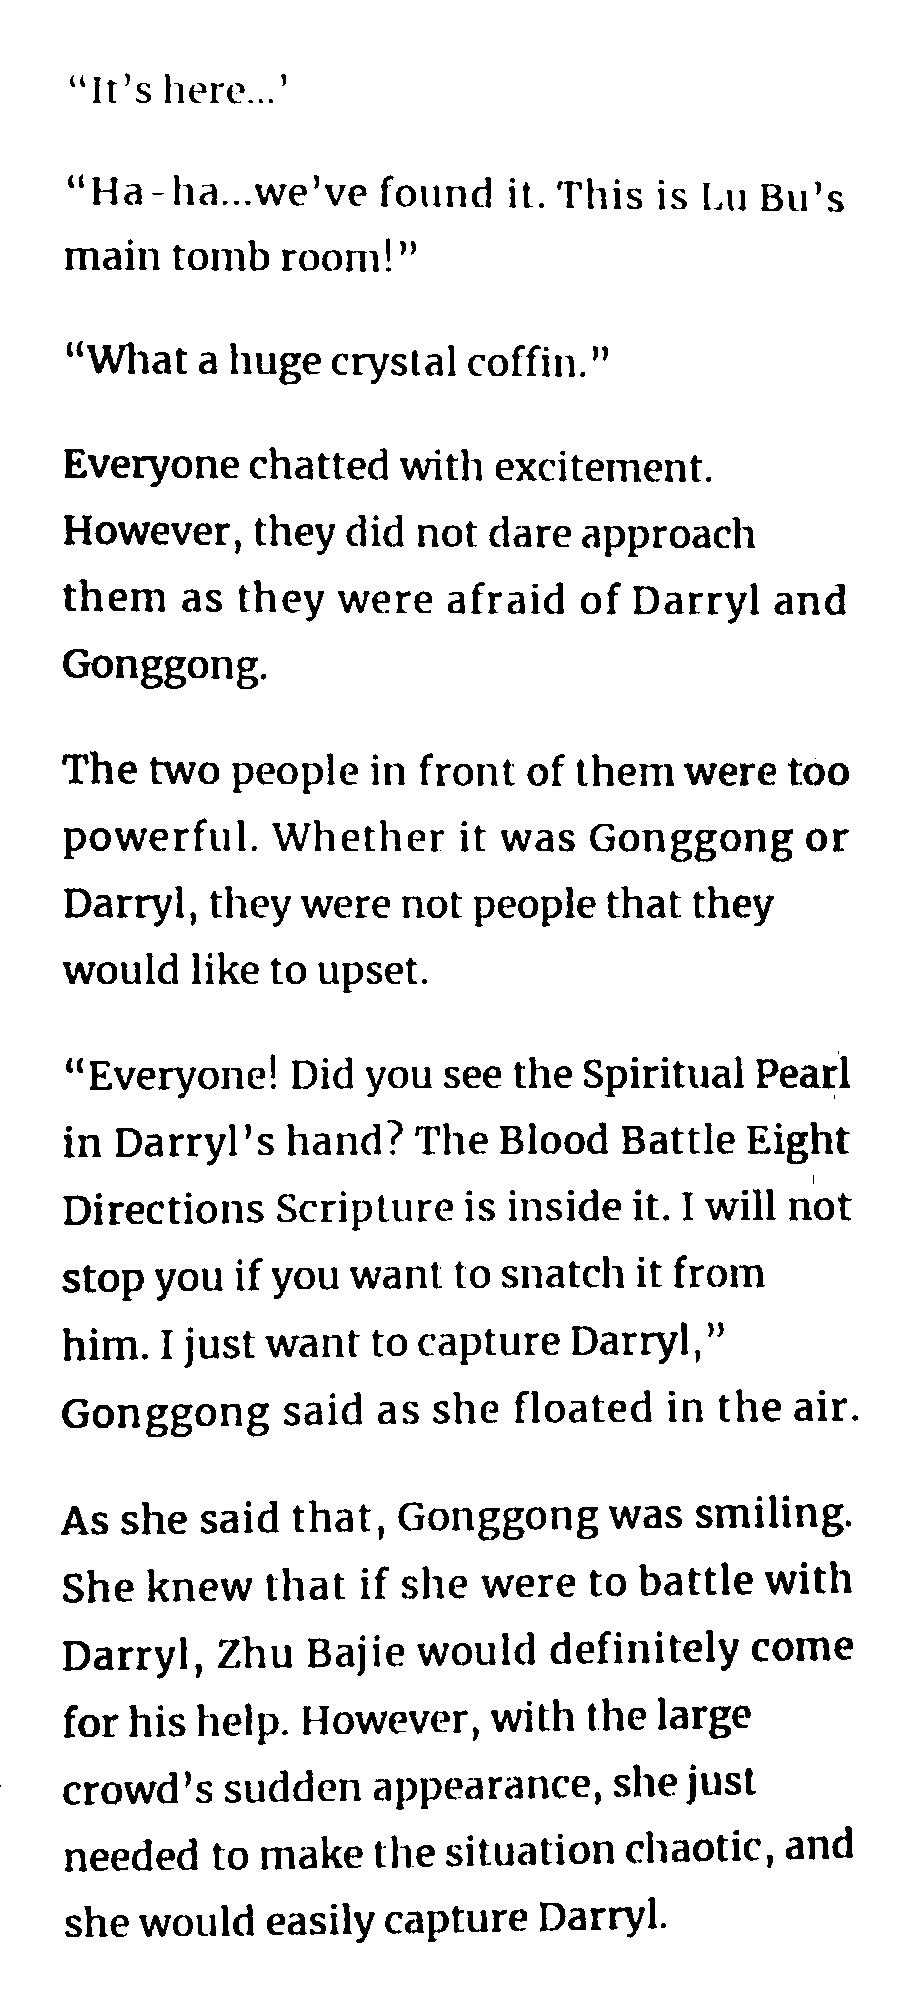 “It’s here...’
“Ha-ha...we’ve found it. This is Lu Bu’s
main tomb room!”
“What a huge crystal coffin.”
Everyone chatted with excitement.
However, they did not dare approach
them as they were afraid of Darryl and
Gonggong.
The two people in front of them were too
powerful. Whether it was Gonggong or
Darryl, they were not people that they
would like to upset.
“Everyone! Did you see the Spiritual Pearl
in Darryl’s hand? The Blood Battle Eight
Directions Scripture is inside it. I will not
stop you if you want to snatch it from
him. I just want to capture Darryl,”
Gonggong said as she floated in the air.
As she said that, Gonggong was smiling.
She knew that if she were to battle with
Darryl, Zhu Bajie would definitely come
for his help. However, with the large
crowd’s sudden appearance, she just
needed to make the situation chaotic, and
she would easily capture Darryl.